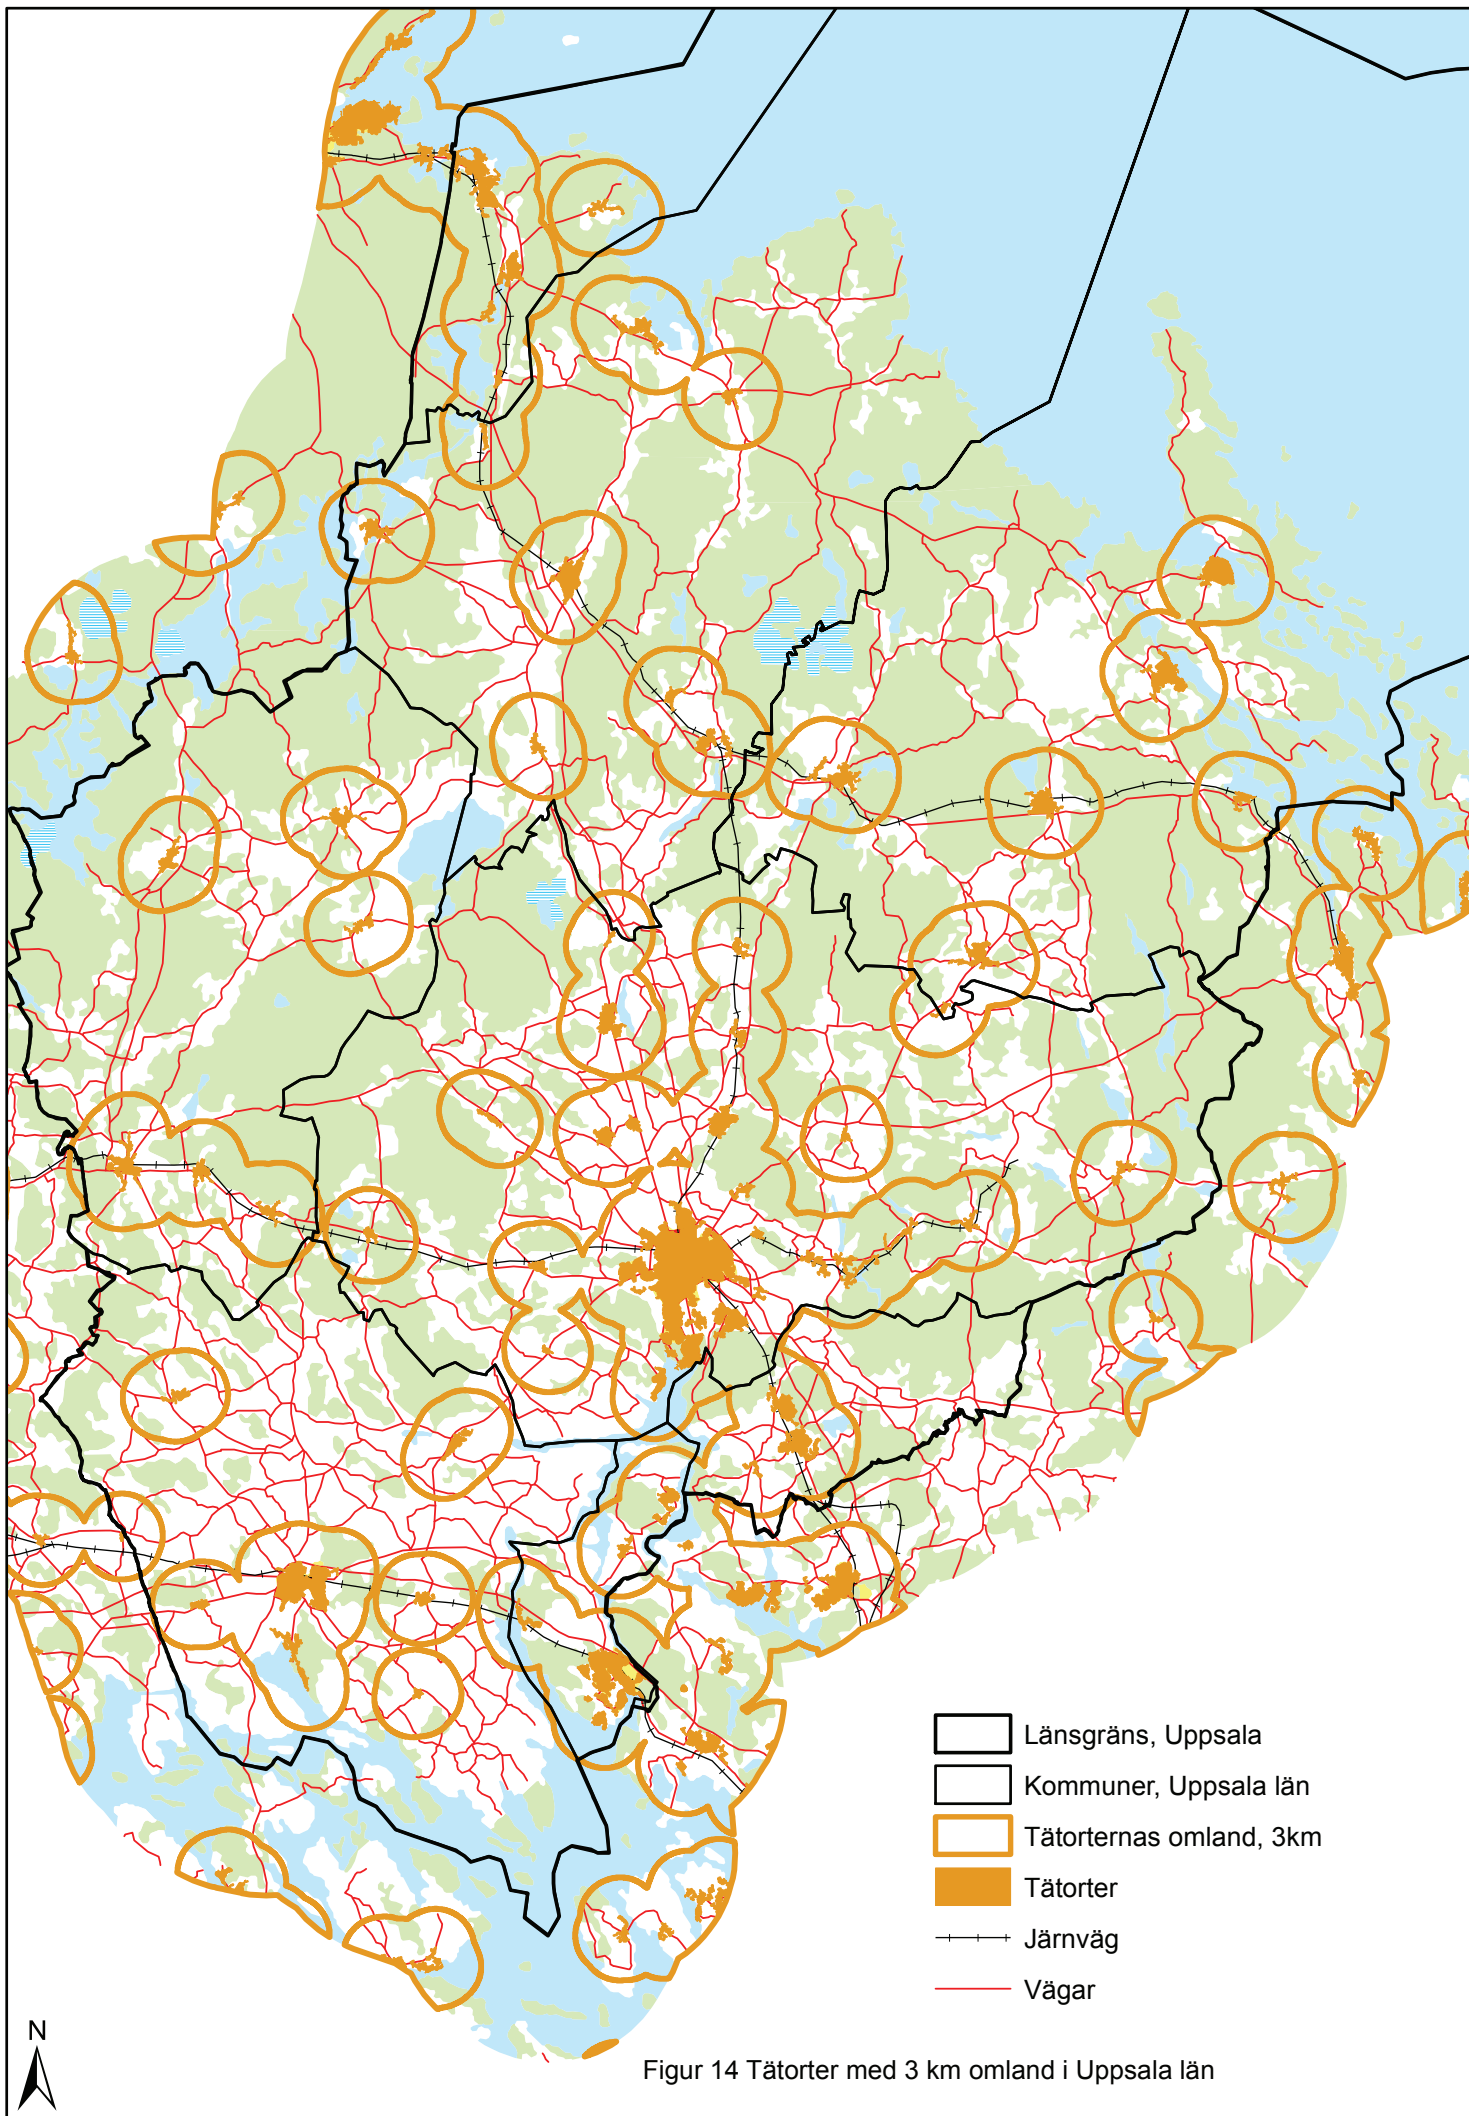 Länsgräns, Uppsala
Kommuner, Uppsala län
Tätorternas omland, 3km
Tätorter
Järnväg
Vägar
N
Figur 14 Tätorter med 3 km omland i Uppsala län